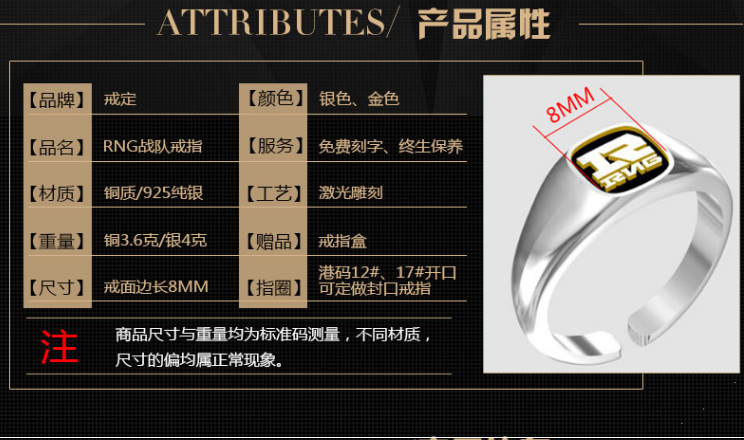 ATTRIBUTES/ 产品属性
【品牌】 戒定
【颜色】 银色、金色
【品名】 RNG战队戒指
【服务】 免费刻字、终生保养
【材质】 铜质/925纯银
【工艺】 激光雕刻
【重量】 铜3.6克/银4克
【赠品】 戒指盒
【尺寸】 戒面边长8MM
【指圈】 港码12#、17#开口
可定做封口戒指
注
商品尺寸与重量均为标准码测量，不同材质，
尺寸的偏均属正常现象。
8MM
RNG